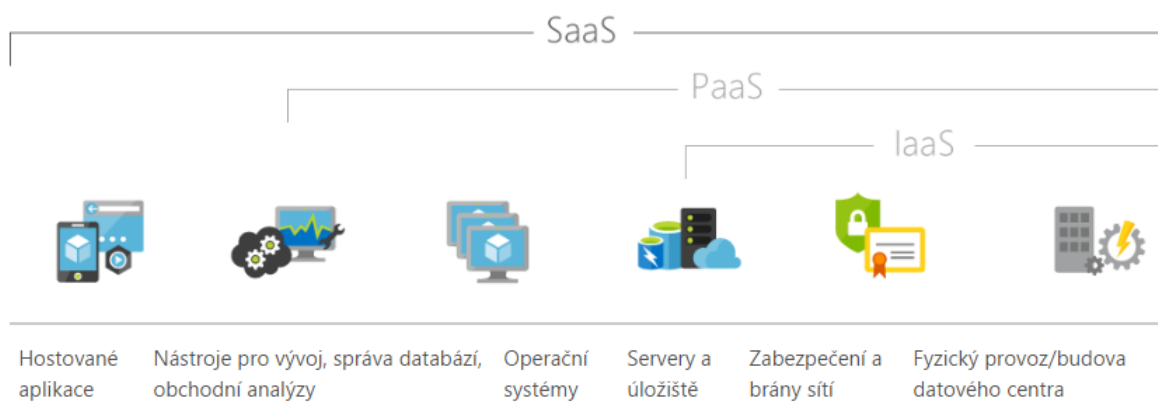 SaaS
PaaS
IaaS
Hostované
aplikace
Nástroje pro vývoj, správa databází,
obchodní analýzy
Operační
systémy
Servery a
úložiště
Zabezpečení a
brány sítí
Fyzický provoz/budova
datového centra